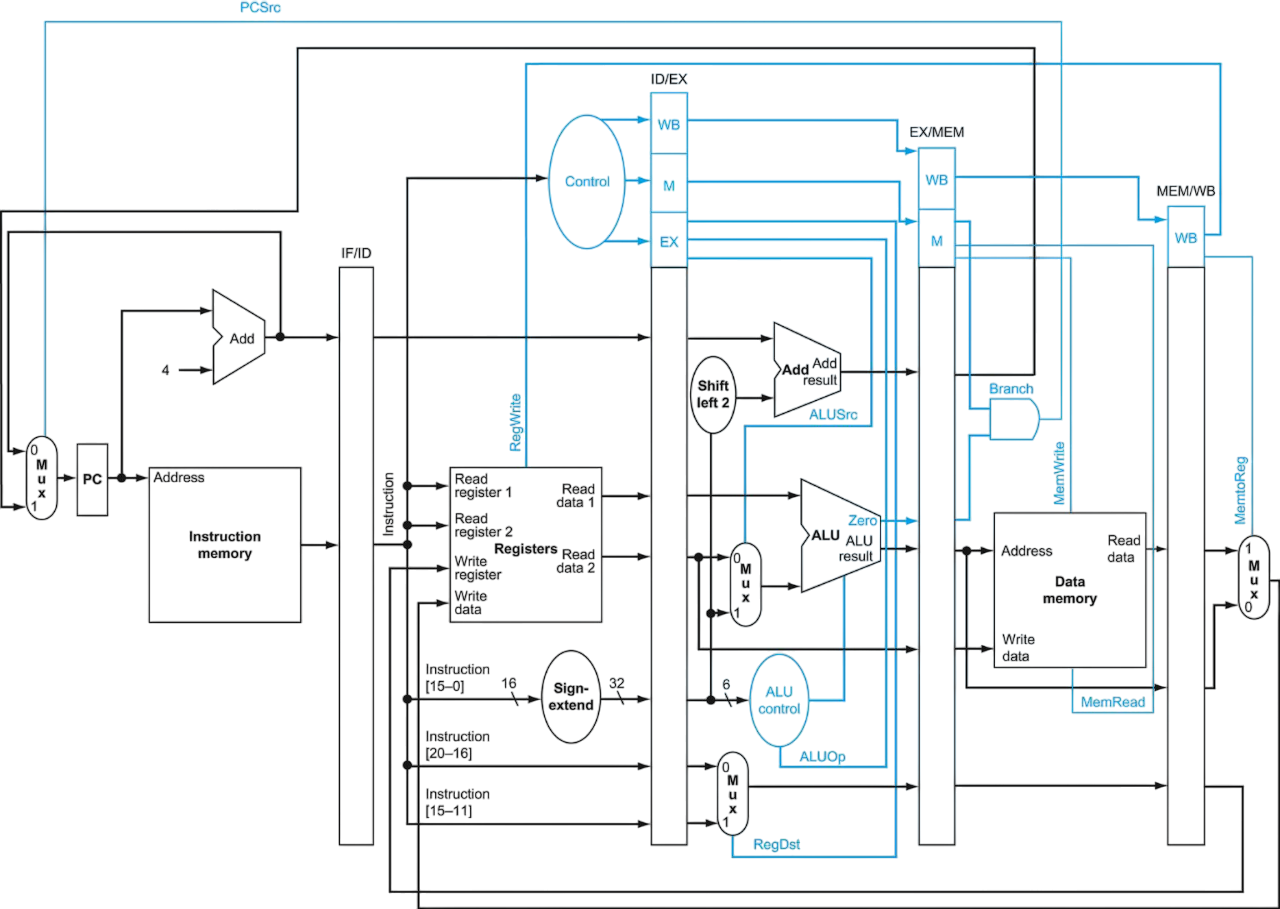 PCSrc
ID/EX
WB
EX/MEM
Control
M
WB
MEM/WB
EX
M
WB
IF/ID
Add
4
Add
Add
result
Shift
left 2
Branch
ALUSrc
RegWrite
0
M
u
x
1
PC
Address
Instruction
memory
Instruction
Read
register 1
Read
data 1
Read
register 2
Registers
Read
data 2
Write
register
Write
data
0
M
u
x
1
Zero
ALU
ALU
result
MemWrite
Address
Read
data
Data
memory
Write
data
MemtoReg
1
M
u
x
0
Instruction
[15–0]
16
Sign-
extend
32
6
ALU
control
MemRead
Instruction
[20–16]
ALUOp
0
M
u
x
1
Instruction
[15–11]
RegDst